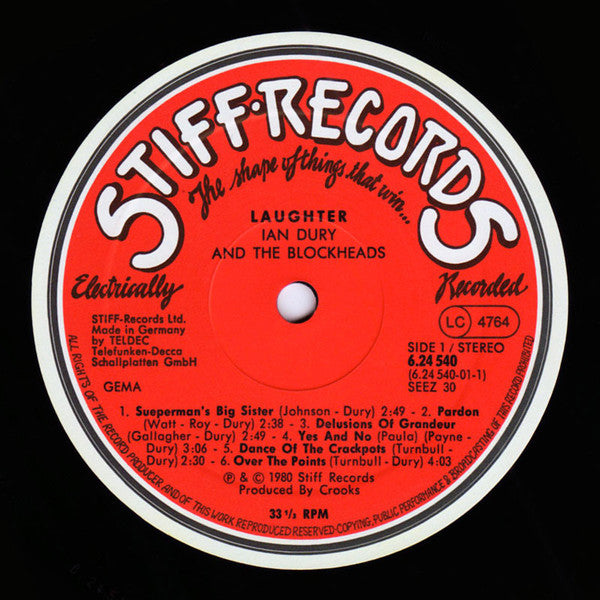 STIFF·RECORDS
The shape of things that win...
LAUGHTER
IAN DURY
AND THE BLOCKHEADS
Electrically
Recorded
STIFF-Records Ltd.
Made in Germany
by TELDEC
Telefunken-Decca
Schallplatten GmbH
GEMA
LC 4764
SIDE 1 / STEREO
6.24 540
(6.24 540-01-1)
SEEZ 30
1. Sueperman's Big Sister (Johnson - Dury) 2:49 - 2. Pardon
(Watt - Roy - Dury) 2:38 - 3. Delusions Of Grandeur
(Gallagher - Dury) 2:49 - 4. Yes And No (Paula) (Payne -
Dury) 3:06 - 5. Dance Of The Crackpots (Turnbull -
Dury) 2:30 - 6. Over The Points (Turnbull - Dury) 4:03
Ⓟ & © 1980 Stiff Records
Produced By Crooks
33 1/3 RPM
ALL RIGHTS OF THE RECORD PRODUCER AND OF THE OWNER OF THE WORK REPRODUCED RESERVED·COPYING, PUBLIC PERFORMANCE & BROADCASTING OF THIS RECORD PROHIBITED